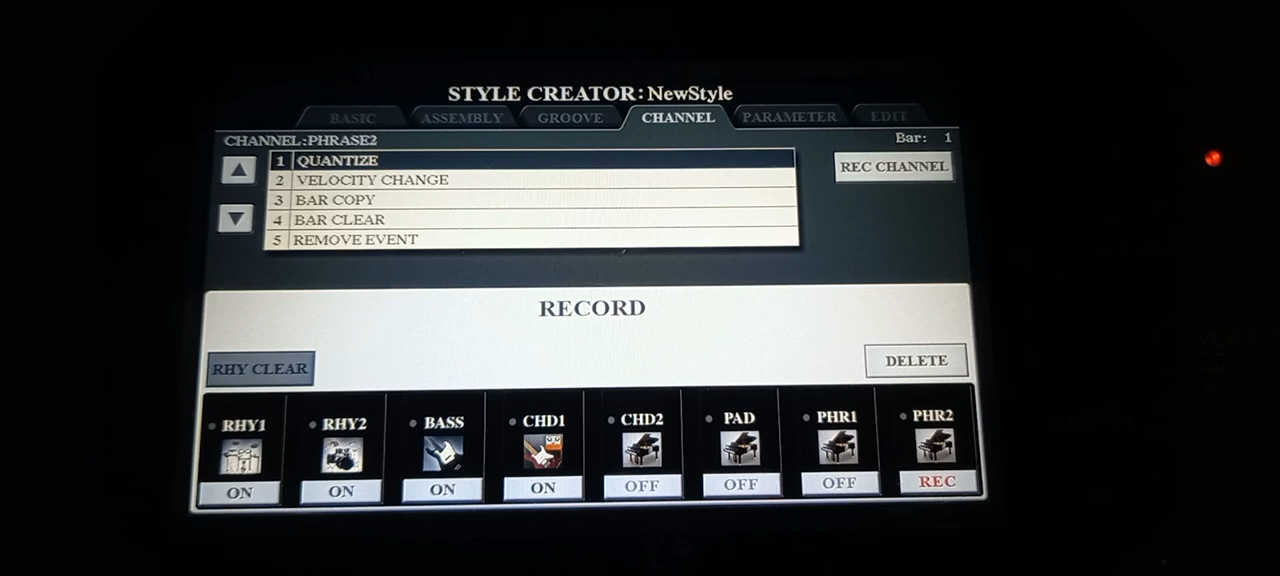 STYLE CREATOR: NewStyle
BASIC ASSEMBLY GROOVE CHANNEL PARAMETER EDIT
CHANNEL:PHRASE2 Bar: 1
1 QUANTIZE
REC CHANNEL
2 VELOCITY CHANGE
3 BAR COPY
4 BAR CLEAR
5 REMOVE EVENT
RECORD
RHY CLEAR DELETE
RHY1 RHY2 BASS CHD1 CHD2 PAD PHR1 PHR2
ON ON ON ON OFF OFF OFF REC